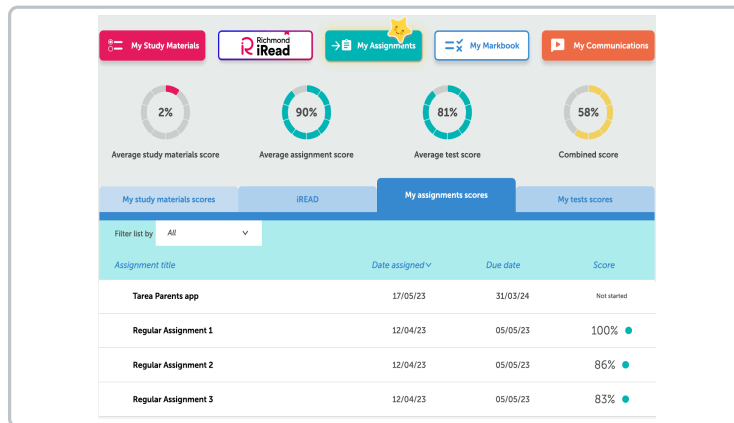 My Study Materials
Richmond
iRead
My Assignments
My Markbook
My Communications
2%
90%
81%
58%
Average study materials score
Average assignment score
Average test score
Combined score
My study materials scores
iREAD
My assignments scores
My tests scores
Filter list by All
Assignment title Date assigned Due date Score
Tarea Parents app 17/05/23 31/03/24 Not started
Regular Assignment 1 12/04/23 05/05/23 100%
Regular Assignment 2 12/04/23 05/05/23 86%
Regular Assignment 3 12/04/23 05/05/23 83%